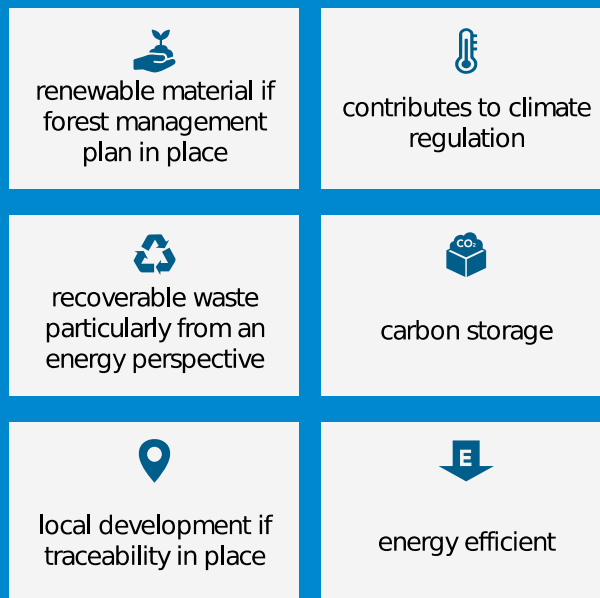 renewable material if
forest management
plan in place
contributes to climate
regulation
recoverable waste
particularly from an
energy perspective
CO₂
carbon storage
local development if
traceability in place
E
energy efficient